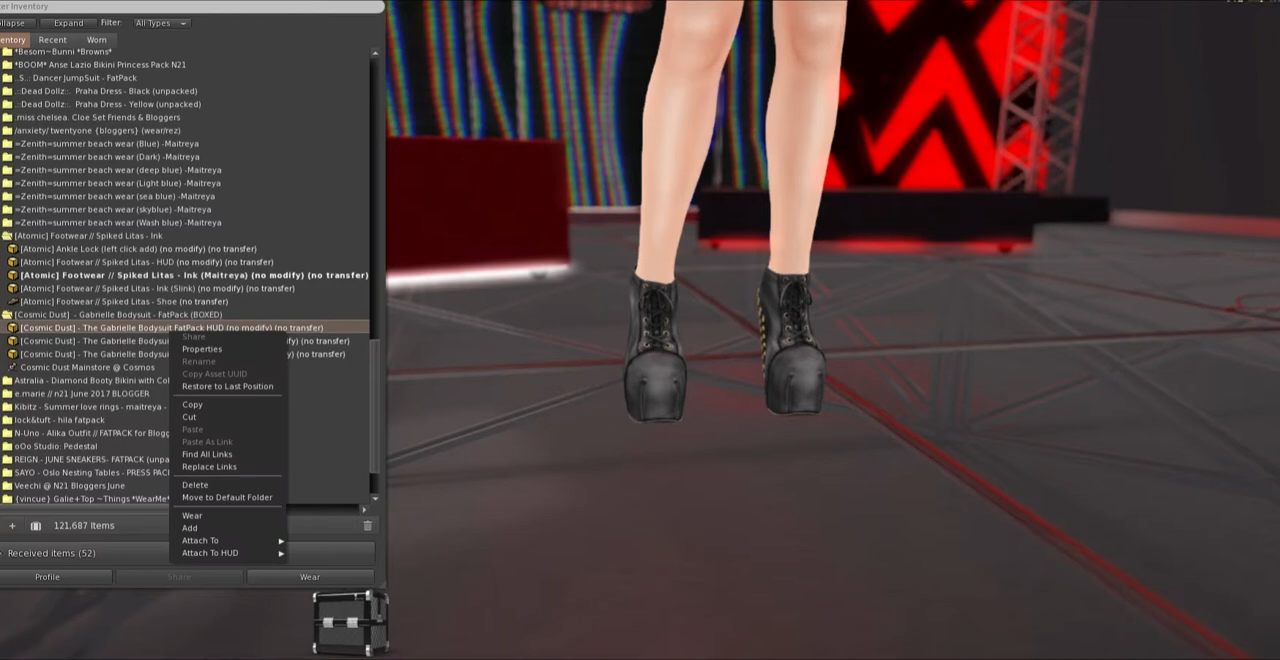 ter Inventory
ollapse Expand Filter: All Types
entory Recent Worn
*Besom~Bunni *Browns*
*BOOM* Anse Lazio Bikini Princess Pack N21
..S.: Dancer JumpSuit - FatPack
.:Dead Dollz:. Praha Dress - Black (unpacked)
.:Dead Dollz:. Praha Dress - Yellow (unpacked)
.miss chelsea. Cloe Set Friends & Bloggers
/anxiety/ twentyone {bloggers} (wear/rez)
=Zenith=summer beach wear (Blue) -Maitreya
=Zenith=summer beach wear (Dark) -Maitreya
=Zenith=summer beach wear (deep blue) -Maitreya
=Zenith=summer beach wear (Light blue) -Maitreya
=Zenith=summer beach wear (sea blue) -Maitreya
=Zenith=summer beach wear (skyblue) -Maitreya
=Zenith=summer beach wear (Wash blue) -Maitreya
[Atomic] Footwear // Spiked Litas - Ink
[Atomic] Ankle Lock (left click add) (no modify) (no transfer)
[Atomic] Footwear // Spiked Litas - HUD (no modify) (no transfer)
[Atomic] Footwear // Spiked Litas - Ink (Maitreya) (no modify) (no transfer)
[Atomic] Footwear // Spiked Litas - Ink (Slink) (no modify) (no transfer)
[Atomic] Footwear // Spiked Litas - Shoe (no transfer)
[Cosmic Dust] - The Gabrielle Bodysuit - FatPack (BOXED)
[Cosmic Dust] - The Gabrielle Bodysuit FatPack HUD (no modify) (no transfer)
[Cosmic Dust] - The Gabrielle Bodysui ify) (no transfer)
[Cosmic Dust] - The Gabrielle Bodysui dify) (no transfer)
Cosmic Dust Mainstore @ Cosmos
Astralia - Diamond Booty Bikini with Col
e.marie // n21 June 2017 BLOGGER
Kibitz - Summer love rings - maitreya -
lock&tuft - hila fatpack
N-Uno - Alika Outfit // FATPACK for Blogg
oOo Studio: Pedestal
REIGN.- JUNE SNEAKERS- FATPACK (unpa
SAYO - Oslo Nesting Tables - PRESS PAC
Veechi @ N21 Bloggers June
{vincue} Galie+Top ~Things *WearMe*
Share
Properties
Rename
Copy Asset UUID
Restore to Last Position
Copy
Cut
Paste
Paste As Link
Find All Links
Replace Links
Delete
Move to Default Folder
Wear
Add
Attach To
Attach To HUD
+ 121,687 Items
Received items (52)
Profile Share Wear